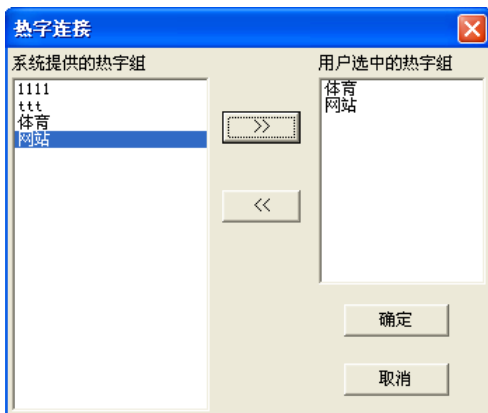 热字连接
系统提供的热字组
用户选中的热字组
1111
ttt
体育
网站
体育
网站
>>
<<
确定
取消